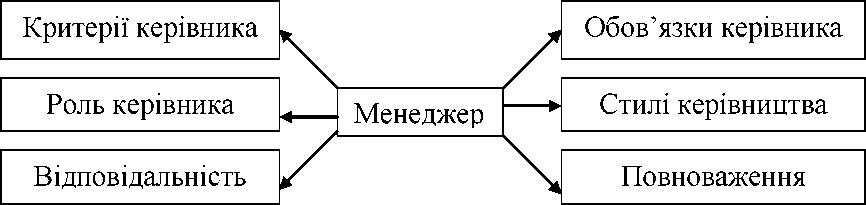 Критерії керівника
Обов’язки керівника
Роль керівника
Менеджер
Стилі керівництва
Відповідальність
Повноваження